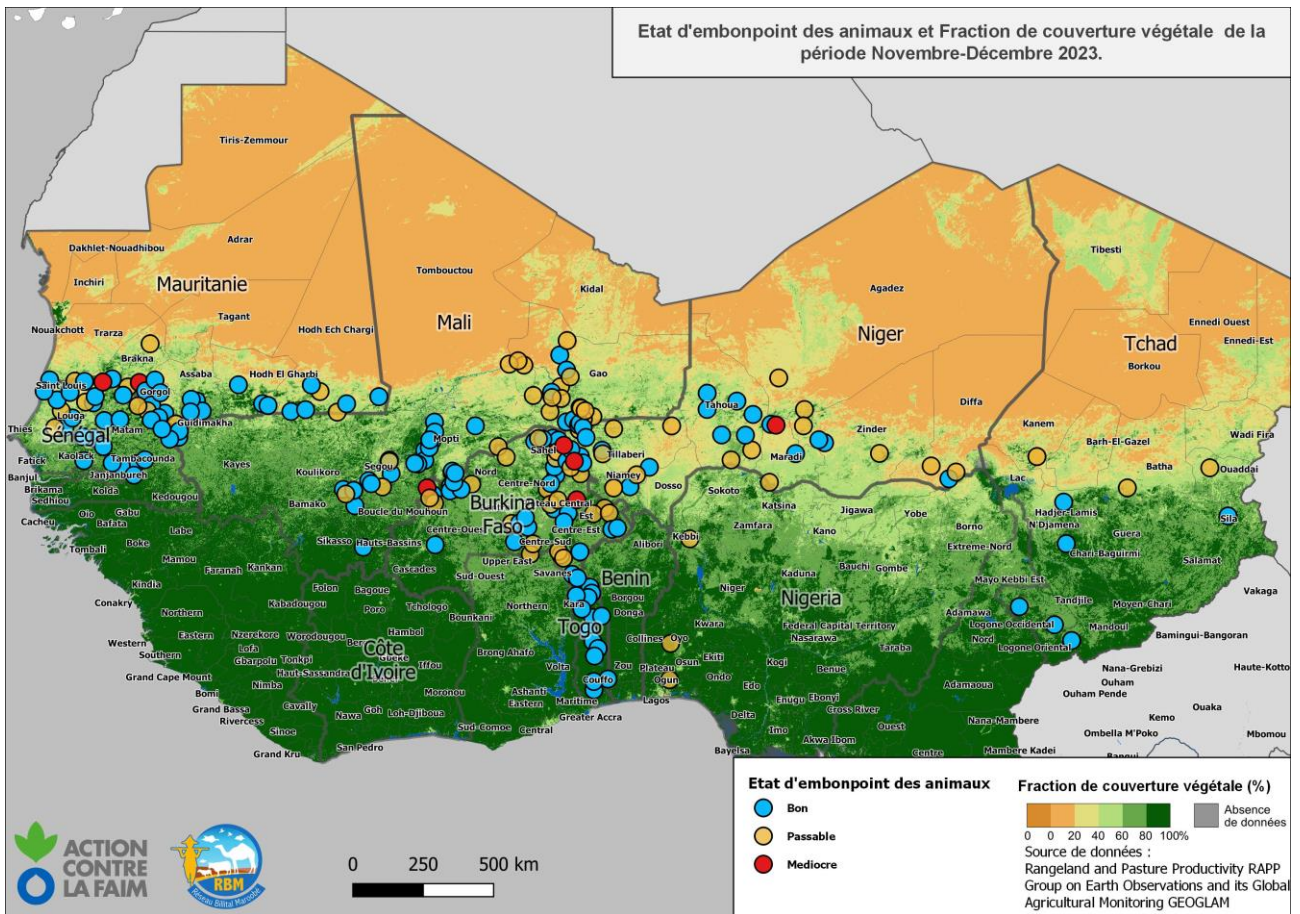 Etat d'embonpoint des animaux et Fraction de couverture végétale de la
période Novembre-Décembre 2023.
Tiris-Zemmour
Dakhlet-Nouadhibou
Adrar
Inchiri
Mauritanie
Tagant
Nouakchott
Trarza
Hodh Ech Chargi
Brakna
Assaba
Hodh El Gharbi
Saint Louis
Gorgol
Louga
Guidimakha
Thies
Matam
Sénégal
Fatick
Kaolack
Tambacounda
Banjul
Janjanbureh
Brikama
Kolda
Sedhiou
Kedougou
Cacheu
Oio
Gabu
Bafata
Tombali
Boke
Labe
Mamou
Faranah
Kankan
Kindia
Conakry
Northern
Western
Southern
Eastern
Tombouctou
Kidal
Mali
Gao
Mopti
Kayes
Koulikoro
Segou
Bamako
Sikasso
Tibesti
Agadez
Niger
Tchad
Ennedi Ouest
Ennedi-Est
Borkou
Tahoua
Diffa
Zinder
Kanem
Maradi
Barh-El-Gazel
Wadi Fira
Batha
Ouaddai
Tillaberi
Niamey
Dosso
Sahel
Nord
Centre-Nord
Burkina
Faso
Boucle du Mouhoun
Plateau Central
Est
Centre-Est
Centre-Sud
Hauts-Bassins
Cascades
Sud-Ouest
Upper East
Savanes
Northern
Alibori
Benin
Borgou
Donga
Kara
Togo
Collines
Zou
Couffo
Plateau
Maritime
Volta
Brong Ahafo
Ashanti
Eastern
Central
Greater Accra
Folon
Bagoue
Poro
Tchologo
Bounkani
Kabadougou
Worodougou
Hambol
Côte
d'Ivoire
Iffou
Moronou
Tonkpi
Haut-Sassandra
Cavally
Nawa
Goh
Loh-Djiboua
Sud-Comoe
San Pedro
Nzerekore
Lofa
Gbarpolu
Nimba
Grand Cape Mount
Bomi
Grand Bassa
Rivercess
Sinoe
Grand Kru
Sokoto
Katsina
Zamfara
Kano
Jigawa
Yobe
Borno
Kebbi
Kaduna
Bauchi
Gombe
Niger
Nigeria
Kwara
Federal Capital Territory
Nasarawa
Oyo
Osun
Ekiti
Kogi
Ogun
Ondo
Edo
Benue
Taraba
Adamawa
Lagos
Enugu
Ebonyi
Cross River
Delta
Imo
Akwa Ibom
Bayelsa
Lac
Hadjer-Lamis
N'Djamena
Guera
Sila
Chari-Baguirmi
Salamat
Extreme-Nord
Mayo Kebbi Est
Tandjile
Moyen-Chari
Mandoul
Logone Occidental
Logone Oriental
Nord
Adamaoua
Ouest
Centre
Vakaga
Bamingui-Bangoran
Nana-Grebizi
Haute-Kotto
Ouham
Ouham Pende
Ouaka
Kemo
Nana-Mambere
Ombella M'Poko
Mbomou
Mambere Kadei
Bangui
Etat d'embonpoint des animaux
Bon
Passable
Mediocre
Fraction de couverture végétale (%)
0 0 20 40 60 80 100%
Absence
de données
Source de données :
Rangeland and Pasture Productivity RAPP
Group on Earth Observations and its Global
Agricultural Monitoring GEOGLAM
ACTION
CONTRE
LA FAIM
RBM
Réseau Billital Maroobé
0 250 500 km